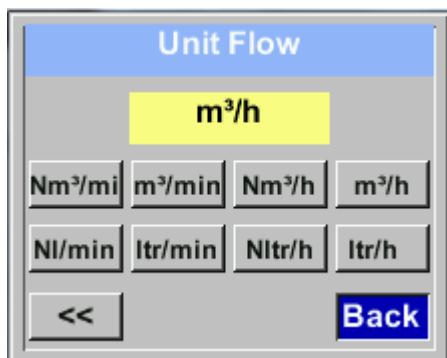 Unit Flow
m³/h
Nm³/mi m³/min Nm³/h m³/h
Nl/min ltr/min Nltr/h ltr/h
<< Back